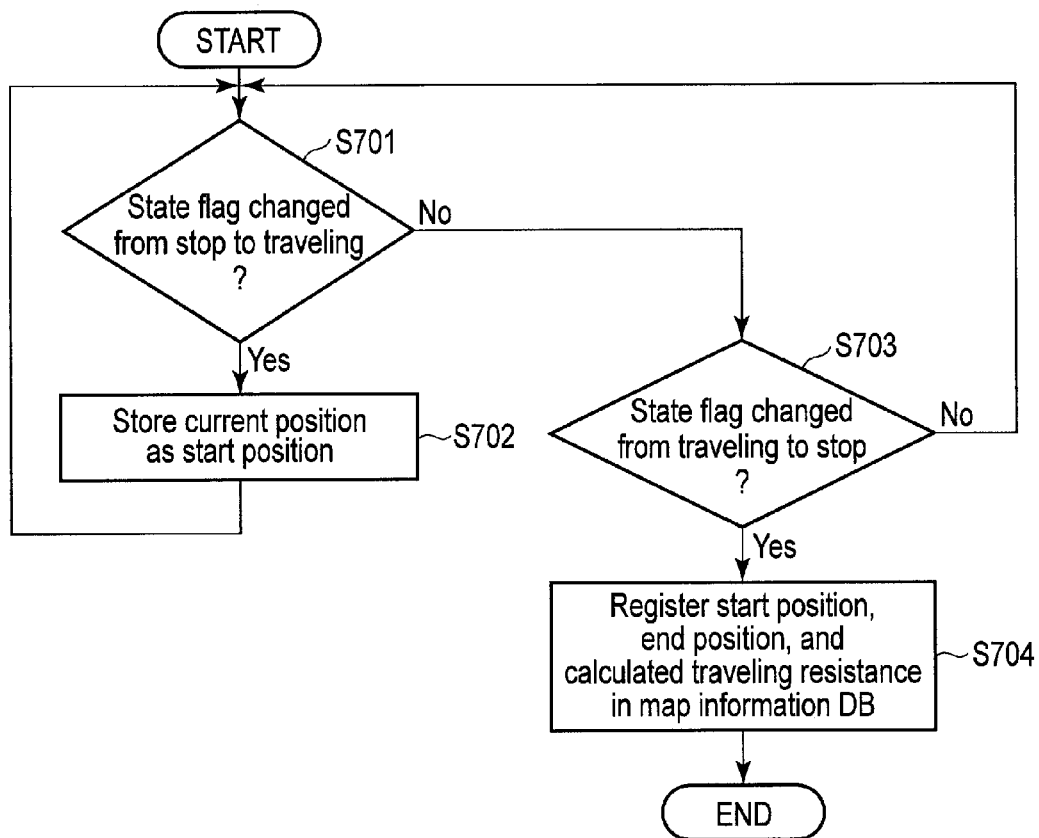 START
S701
State flag changed
from stop to traveling
?
No
Yes
Store current position
as start position
S702
S703
State flag changed
from traveling to stop
?
No
Yes
Register start position,
end position, and
calculated traveling resistance
in map information DB
S704
END